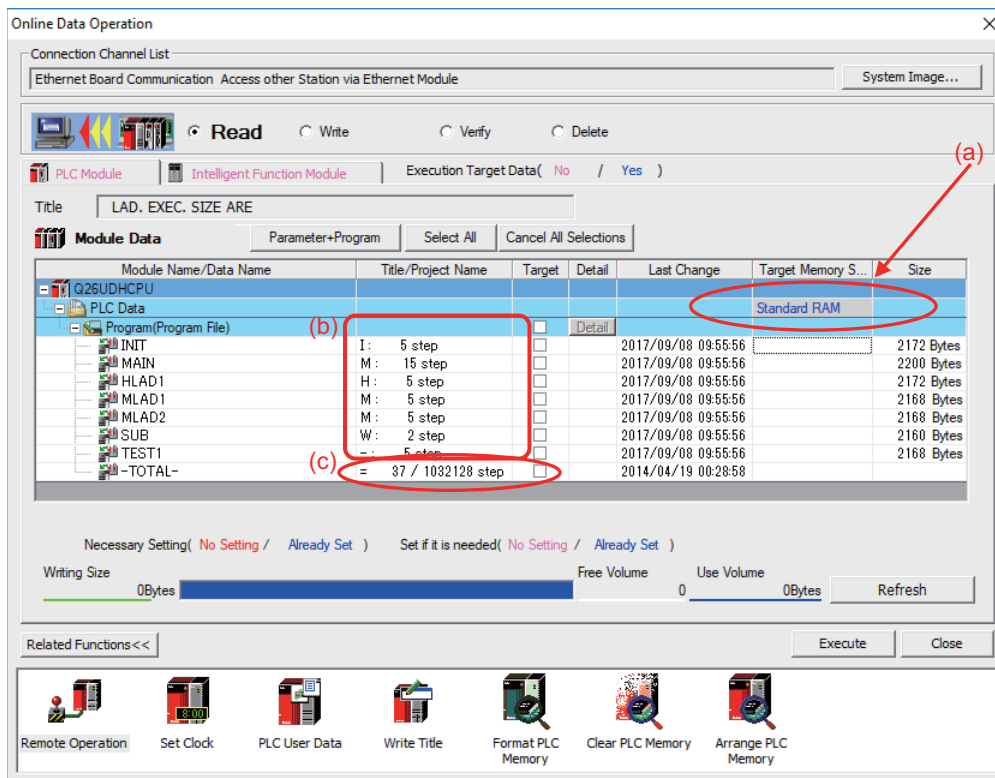 Online Data Operation
Connection Channel List
Ethernet Board Communication Access other Station via Ethernet Module
System Image...
Read Write Verify Delete
(a)
PLC Module Intelligent Function Module Execution Target Data( No / Yes )
Title LAD. EXEC. SIZE ARE
Module Data Parameter+Program Select All Cancel All Selections
Module Name/Data Name Title/Project Name Target Detail Last Change Target Memory S... Size
Q26UDHCPU
PLC Data Standard RAM
Program(Program File) (b) Detail
INIT I : 5 step 2017/09/08 09:55:56 2172 Bytes
MAIN M : 15 step 2017/09/08 09:55:56 2200 Bytes
HLAD1 H : 5 step 2017/09/08 09:55:56 2172 Bytes
MLAD1 M : 5 step 2017/09/08 09:55:56 2168 Bytes
MLAD2 M : 5 step 2017/09/08 09:55:56 2168 Bytes
SUB W : 2 step 2017/09/08 09:55:56 2160 Bytes
TEST1 - : 5 step 2017/09/08 09:55:56 2168 Bytes
(c)
-TOTAL- = 37 / 1032128 step 2014/04/19 00:28:58
Necessary Setting( No Setting / Already Set ) Set if it is needed( No Setting / Already Set )
Writing Size Free Volume Use Volume
0Bytes 0 0Bytes Refresh
Related Functions<< Execute Close
8:00
Remote Operation Set Clock PLC User Data Write Title Format PLC Memory Clear PLC Memory Arrange PLC Memory